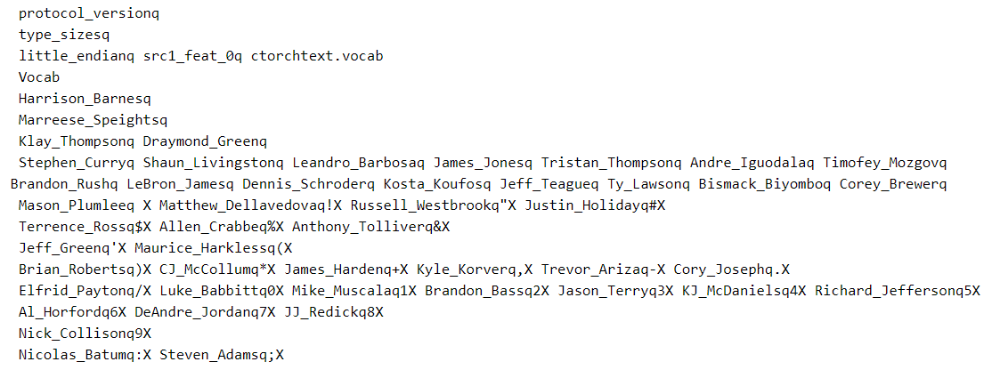 protocol_versionq
type_sizesq
little_endianq src1_feat_0q ctorchtext.vocab
Vocab
Harrison_Barnesq
Marreese_Speightsq
Klay_Thompsonq Draymond_Greenq
Stephen_Curryq Shaun_Livingstonq Leandro_Barbosaq James_Jonesq Tristan_Thompsonq Andre_Iguodalaq Timofey_Mozgovq
Brandon_Rushq LeBron_Jamesq Dennis_Schroderq Kosta_Koufosq Jeff_Teagueq Ty_Lawsonq Bismack_Biyomboq Corey_Brewerq
Mason_Plumleeq X Matthew_Dellavedovaq!X Russell_Westbrookq"X Justin_Holidayq#X
Terrence_Rossq$X Allen_Crabbeq%X Anthony_Tolliverq&X
Jeff_Greenq'X Maurice_Harklessq(X
Brian_Robertsq)X CJ_McCollumq*X James_Hardenq+X Kyle_Korverq,X Trevor_Arizaq-X Cory_Josephq.X
Elfrid_Paytonq/X Luke_Babbittq0X Mike_Muscalaq1X Brandon_Bassq2X Jason_Terryq3X KJ_McDanielsq4X Richard_Jeffersonq5X
Al_Horfordq6X DeAndre_Jordanq7X JJ_Redickq8X
Nick_Collisonq9X
Nicolas_Batumq:X Steven_Adamsq;X